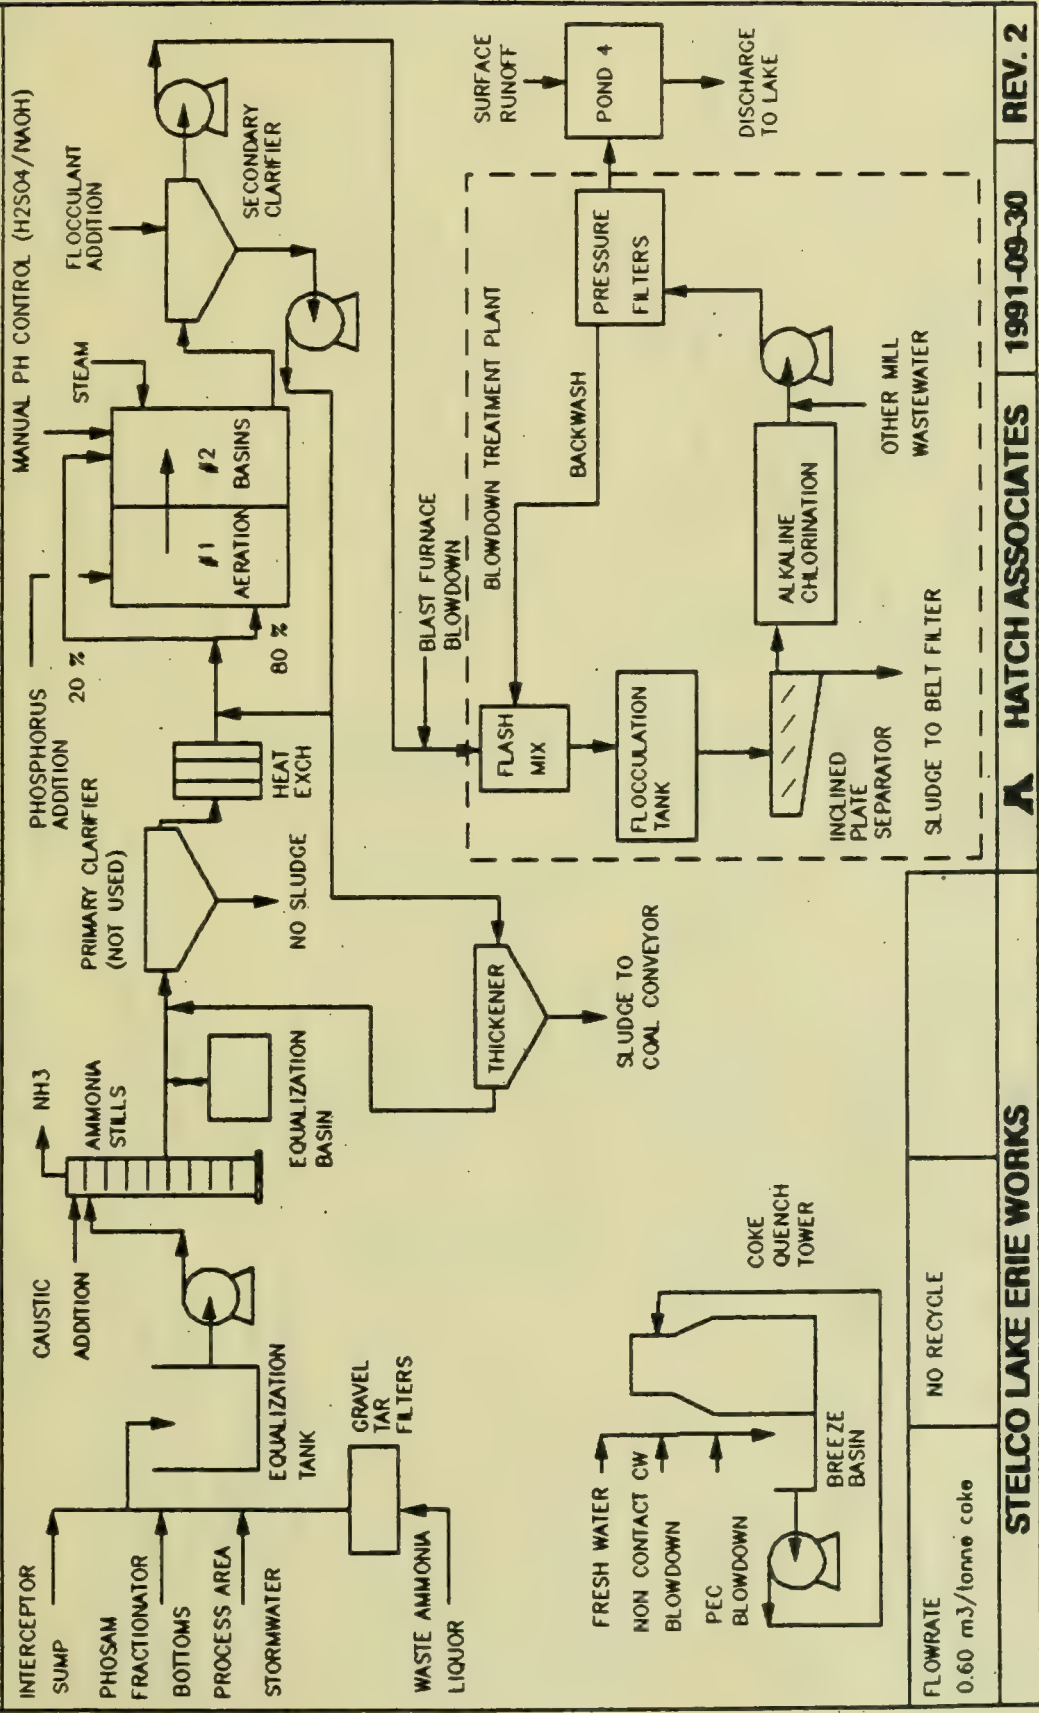 MANUAL PH CONTROL (H2SO4/NAOH)
INTERCEPTOR
SUMP
PHOSAM
FRACTIONATOR
BOTTOMS
PROCESS AREA
STORMWATER
WASTE AMMONIA
LIQUOR
GRAVEL
TAR
FILTERS
EQUALIZATION
TANK
CAUSTIC
ADDITION
NH3
AMMONIA
STILLS
EQUALIZATION
BASIN
PRIMARY CLARIFIER
(NOT USED)
NO SLUDGE
HEAT
EXCH
PHOSPHORUS
ADDITION
20 %
80 %
#1
#2
AERATION
BASINS
STEAM
FLOCCULANT
ADDITION
SECONDARY
CLARIFIER
THICKENER
SLUDGE TO
COAL CONVEYOR
BLAST FURNACE
BLOWDOWN
BLOWDOWN TREATMENT PLANT
FLASH
MIX
FLOCCULATION
TANK
INCLINED
PLATE
SEPARATOR
SLUDGE TO BELT FILTER
ALKALINE
CHLORINATION
OTHER MILL
WASTEWATER
BACKWASH
PRESSURE
FILTERS
SURFACE
RUNOFF
POND 4
DISCHARGE
TO LAKE
FRESH WATER
NON CONTACT CW
BLOWDOWN
PEC
BLOWDOWN
BREEZE
BASIN
COKE
QUENCH
TOWER
FLOWRATE
0.60 m3/tonne coke
NO RECYCLE
STELCO LAKE ERIE WORKS
HATCH ASSOCIATES
1991-09-30
REV. 2